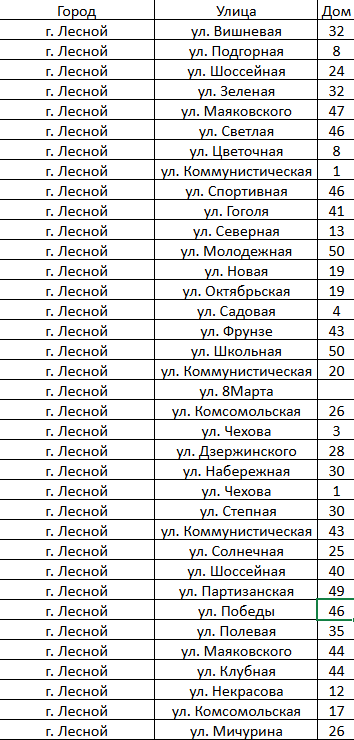 Город Улица Дом
г. Лесной ул. Вишневая 32
г. Лесной ул. Подгорная 8
г. Лесной ул. Шоссейная 24
г. Лесной ул. Зеленая 32
г. Лесной ул. Маяковского 47
г. Лесной ул. Светлая 46
г. Лесной ул. Цветочная 8
г. Лесной ул. Коммунистическая 1
г. Лесной ул. Спортивная 46
г. Лесной ул. Гоголя 41
г. Лесной ул. Северная 13
г. Лесной ул. Молодежная 50
г. Лесной ул. Новая 19
г. Лесной ул. Октябрьская 19
г. Лесной ул. Садовая 4
г. Лесной ул. Фрунзе 43
г. Лесной ул. Школьная 50
г. Лесной ул. Коммунистическая 20
г. Лесной ул. 8Марта
г. Лесной ул. Комсомольская 26
г. Лесной ул. Чехова 3
г. Лесной ул. Дзержинского 28
г. Лесной ул. Набережная 30
г. Лесной ул. Чехова 1
г. Лесной ул. Степная 30
г. Лесной ул. Коммунистическая 43
г. Лесной ул. Солнечная 25
г. Лесной ул. Шоссейная 40
г. Лесной ул. Партизанская 49
г. Лесной ул. Победы 46
г. Лесной ул. Полевая 35
г. Лесной ул. Маяковского 44
г. Лесной ул. Клубная 44
г. Лесной ул. Некрасова 12
г. Лесной ул. Комсомольская 17
г. Лесной ул. Мичурина 26